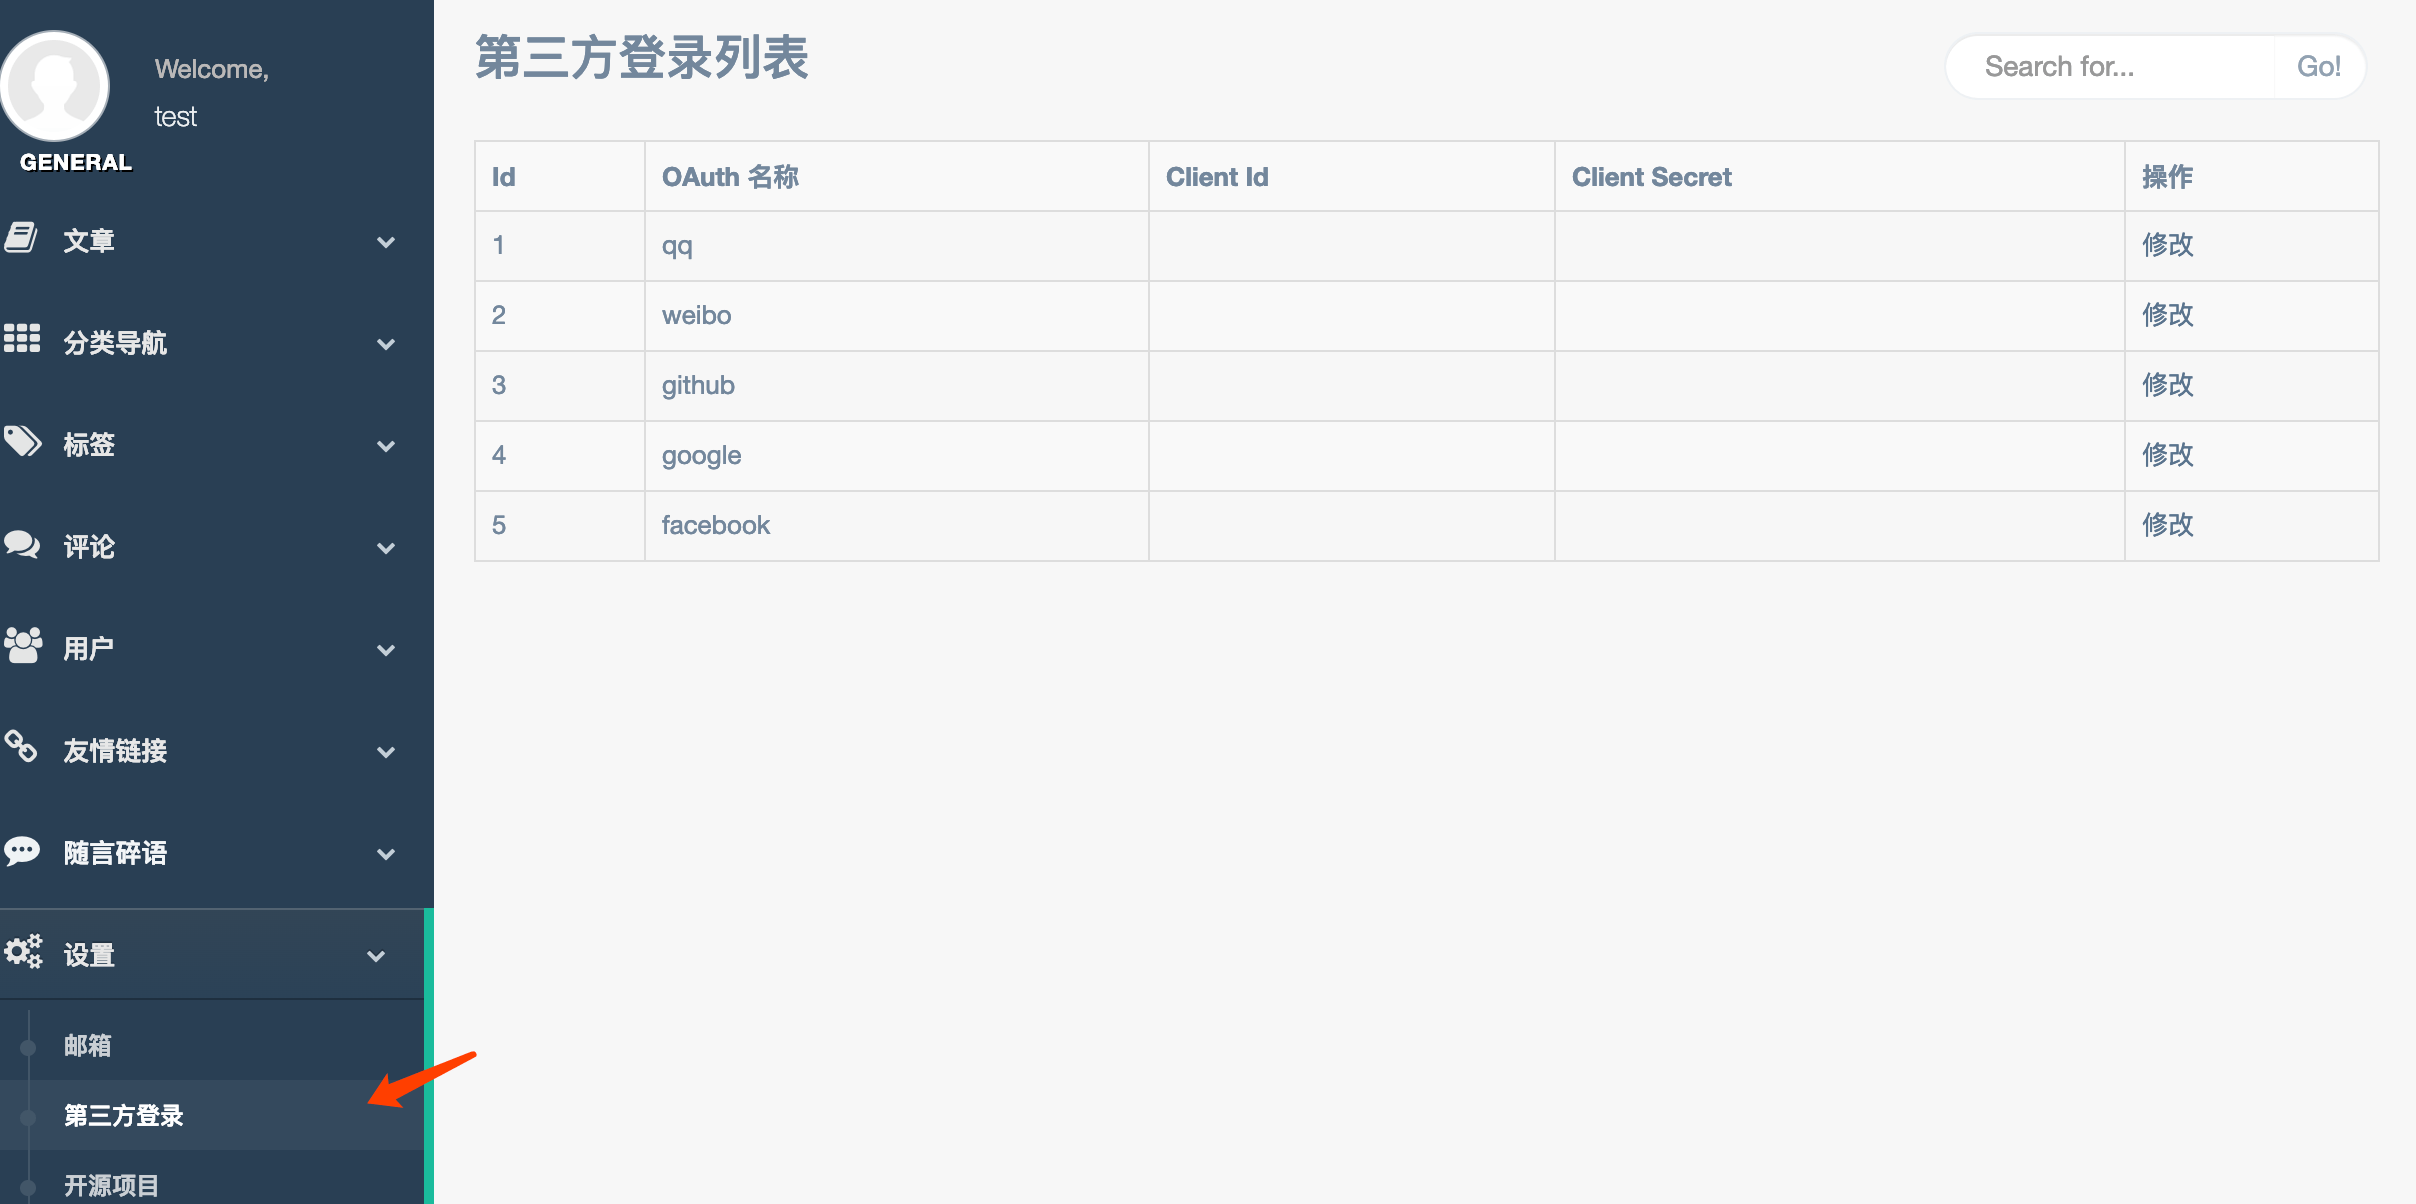 Welcome,
test
GENERAL
文章
分类导航
标签
评论
用户
友情链接
随言碎语
设置
邮箱
第三方登录
开源项目
第三方登录列表
Search for... Go!
Id OAuth 名称 Client Id Client Secret 操作
1 qq 修改
2 weibo 修改
3 github 修改
4 google 修改
5 facebook 修改